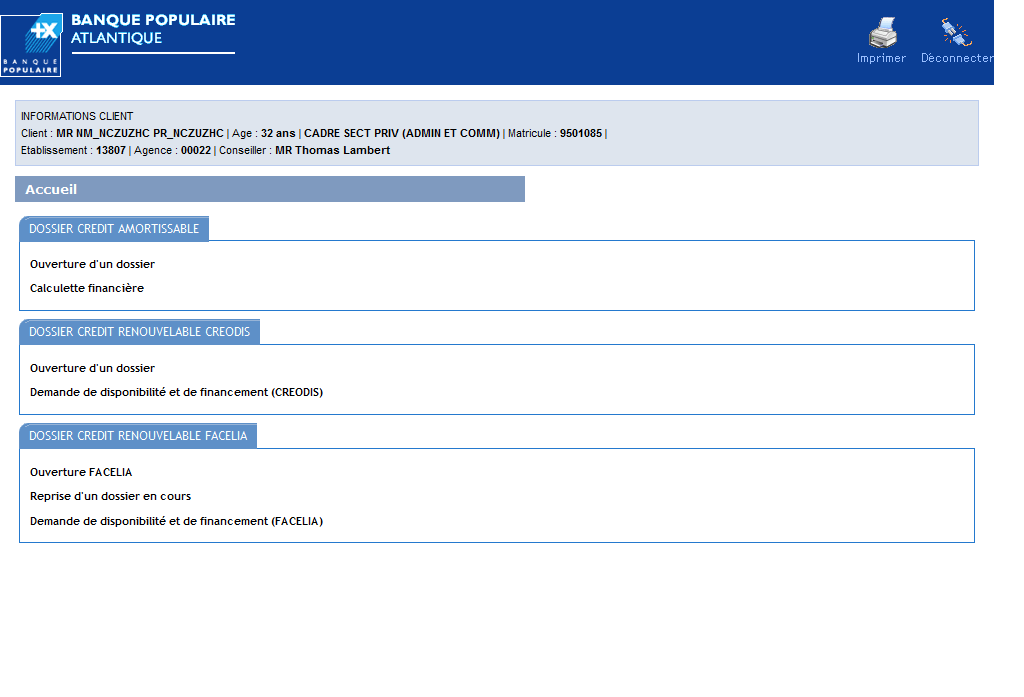 BANQUE POPULAIRE
ATLANTIQUE
BANQUE
POPULAIRE
Imprimer
Déconnecter
INFORMATIONS CLIENT
Client : MR NM_NCZUZHC PR_NCZUZHC | Age : 32 ans | CADRE SECT PRIV (ADMIN ET COMM) | Matricule : 9501085 |
Etablissement : 13807 | Agence : 00022 | Conseiller : MR Thomas Lambert
Accueil
DOSSIER CREDIT AMORTISSABLE
Ouverture d'un dossier
Calculette financière
DOSSIER CREDIT RENOUVELABLE CREODIS
Ouverture d'un dossier
Demande de disponibilité et de financement (CREODIS)
DOSSIER CREDIT RENOUVELABLE FACELIA
Ouverture FACELIA
Reprise d'un dossier en cours
Demande de disponibilité et de financement (FACELIA)